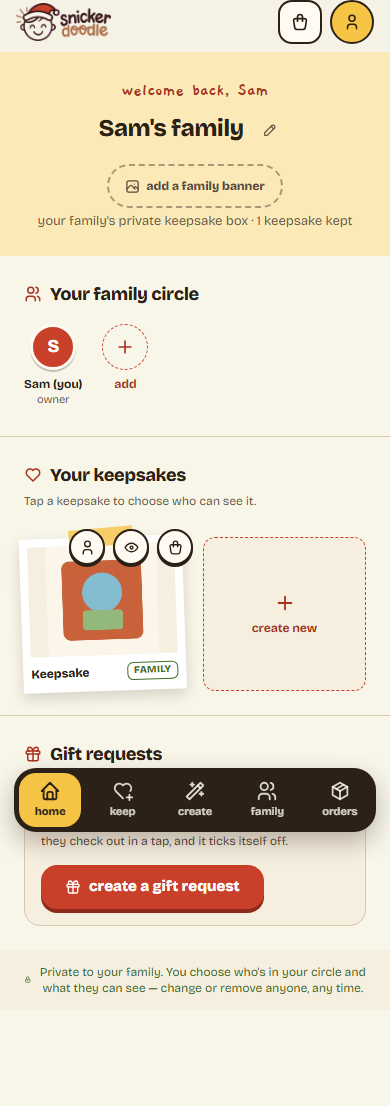 snicker
doodle
welcome back, Sam
Sam's family
add a family banner
your family's private keepsake box · 1 keepsake kept
Your family circle
S
Sam (you)
owner
add
Your keepsakes
Tap a keepsake to choose who can see it.
Keepsake
FAMILY
create new
Gift requests
home
keep
create
family
orders
they check out in a tap, and it ticks itself off.
create a gift request
Private to your family. You choose who's in your circle and
what they can see — change or remove anyone, any time.